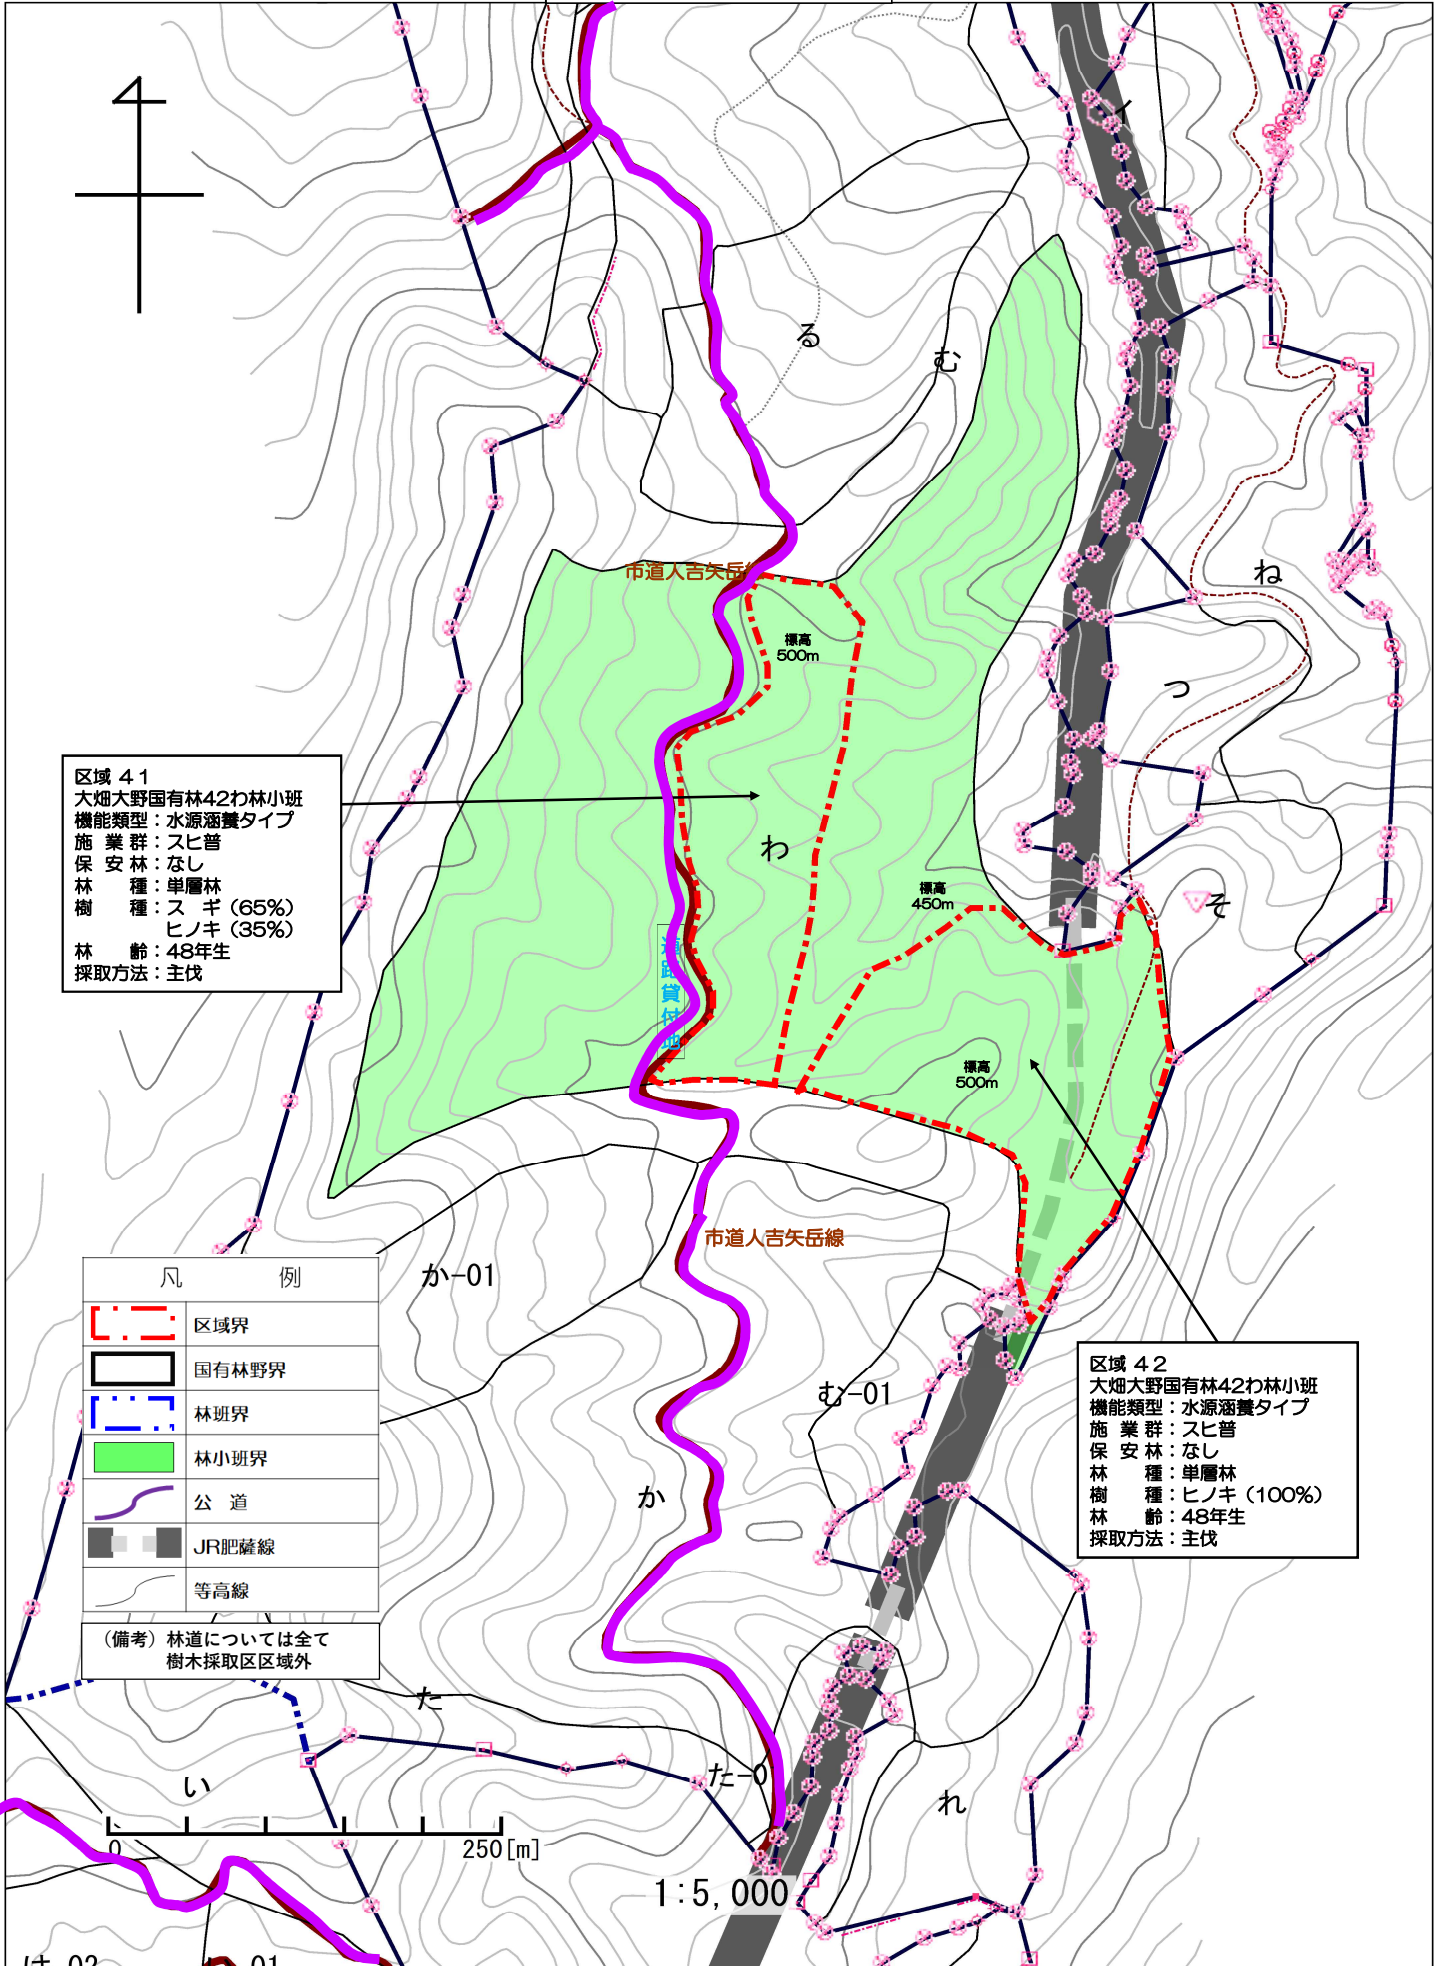 イ
る
む
市道人吉矢岳線
ね
標高
500m
つ
区域 41
大畑大野国有林42わ林小班
機能類型：水源涵養タイプ
施業群：スヒ普
保安林：なし
林　種：単層林
樹　種：スギ（65%）
ヒノキ（35%）
林　齢：48年生
採取方法：主伐
わ
標高
450m
そ
道路貸付地
標高
500m
市道人吉矢岳線
か-01
凡　例
区域界
国有林野界
林班界
林小班界
公　道
JR肥薩線
等高線
（備考）林道については全て
樹木採取区区域外
む-01
区域 42
大畑大野国有林42わ林小班
機能類型：水源涵養タイプ
施業群：スヒ普
保安林：なし
林　種：単層林
樹　種：ヒノキ（100%）
林　齢：48年生
採取方法：主伐
か
た
た-0
い
れ
0
250[m]
1:5,000